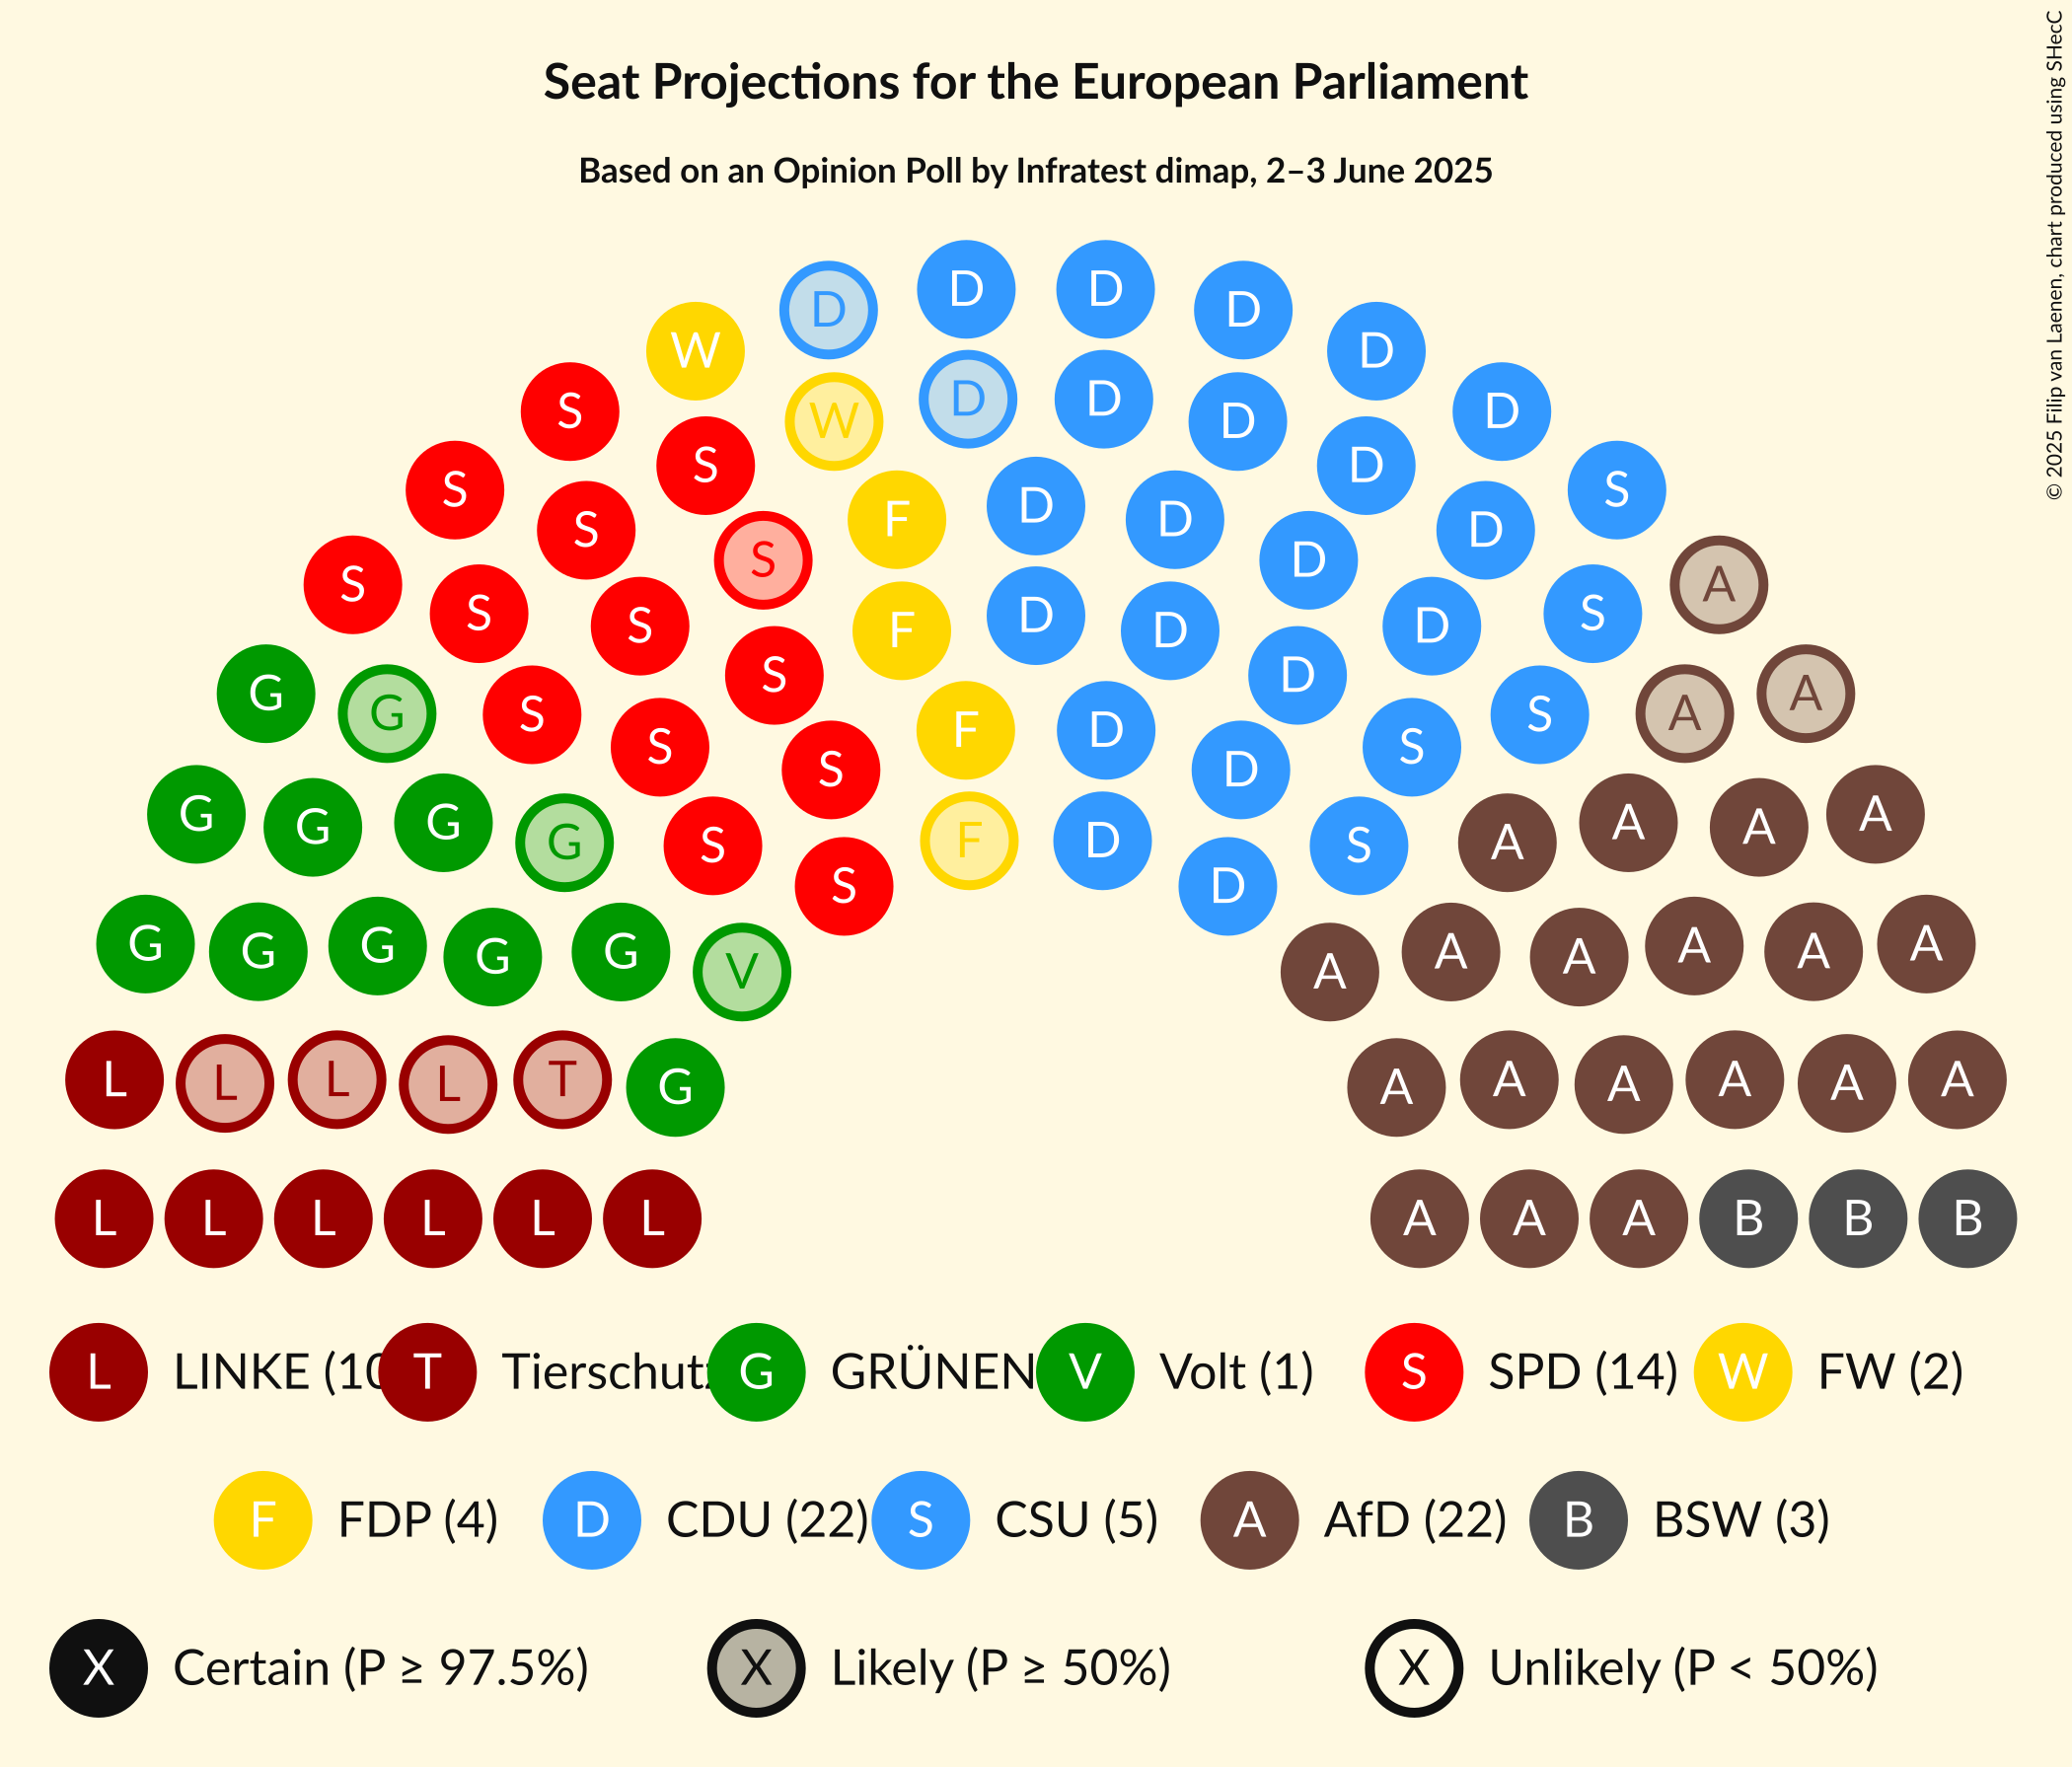 Seat Projections for the European Parliament
Based on an Opinion Poll by Infratest dimap, 2–3 June 2025
© 2025 Filip van Laenen, chart produced using SHecC
D D D D
W D D
S W D D D D D
S S F D D D S
S S S F D D D S A
S S S D D D S A
G G S S S F D D S S A A
G G G G S S F D D S A A A A
G G G G G V A A A A A A
L L L L T G A A A A A A
L L L L L L A A A B B B
L LINKE (10 T Tierschutz G GRÜNEN V Volt (1) S SPD (14) W FW (2)
F FDP (4) D CDU (22) S CSU (5) A AfD (22) B BSW (3)
X Certain (P ≥ 97.5%) X Likely (P ≥ 50%) X Unlikely (P < 50%)